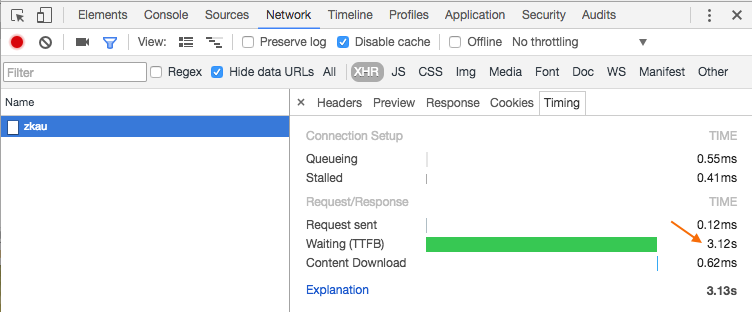 Elements Console Sources Network Timeline Profiles Application Security Audits
View: Preserve log Disable cache Offline No throttling
Filter Regex Hide data URLs All XHR JS CSS Img Media Font Doc WS Manifest Other
Name × Headers Preview Response Cookies Timing
zkau
Connection Setup TIME
Queueing 0.55ms
Stalled 0.41ms
Request/Response TIME
Request sent 0.12ms
Waiting (TTFB) 3.12s
Content Download 0.62ms
Explanation 3.13s